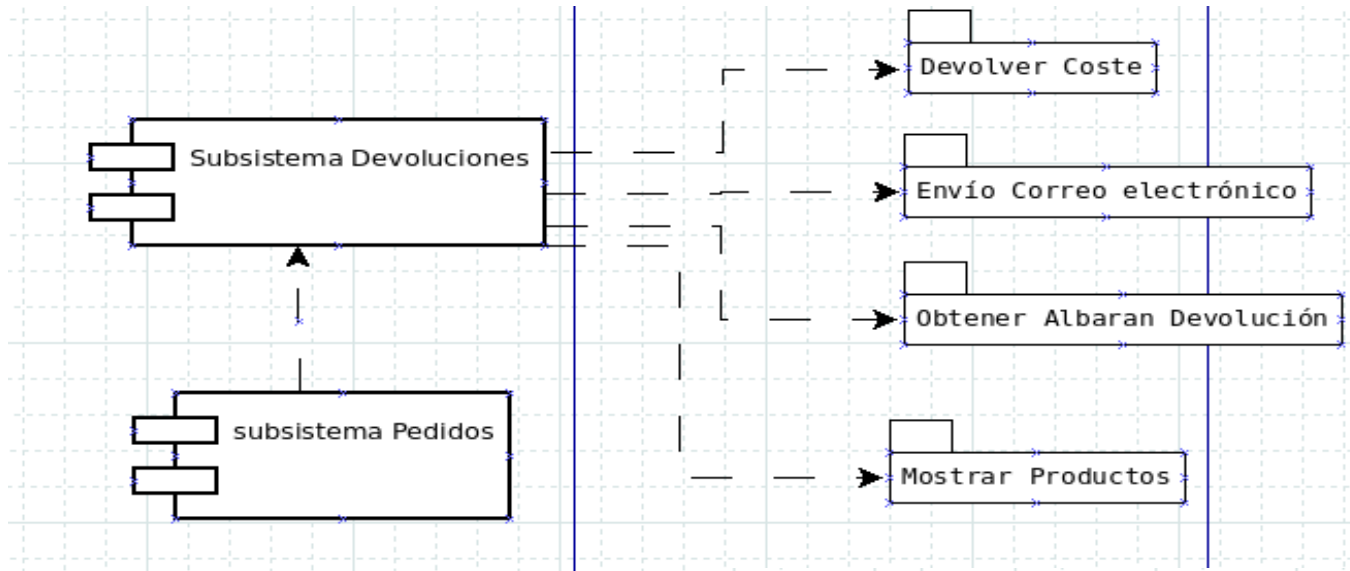 Devolver Coste
Subsistema Devoluciones
Envío Correo electrónico
Obtener Albaran Devolución
subsistema Pedidos
Mostrar Productos